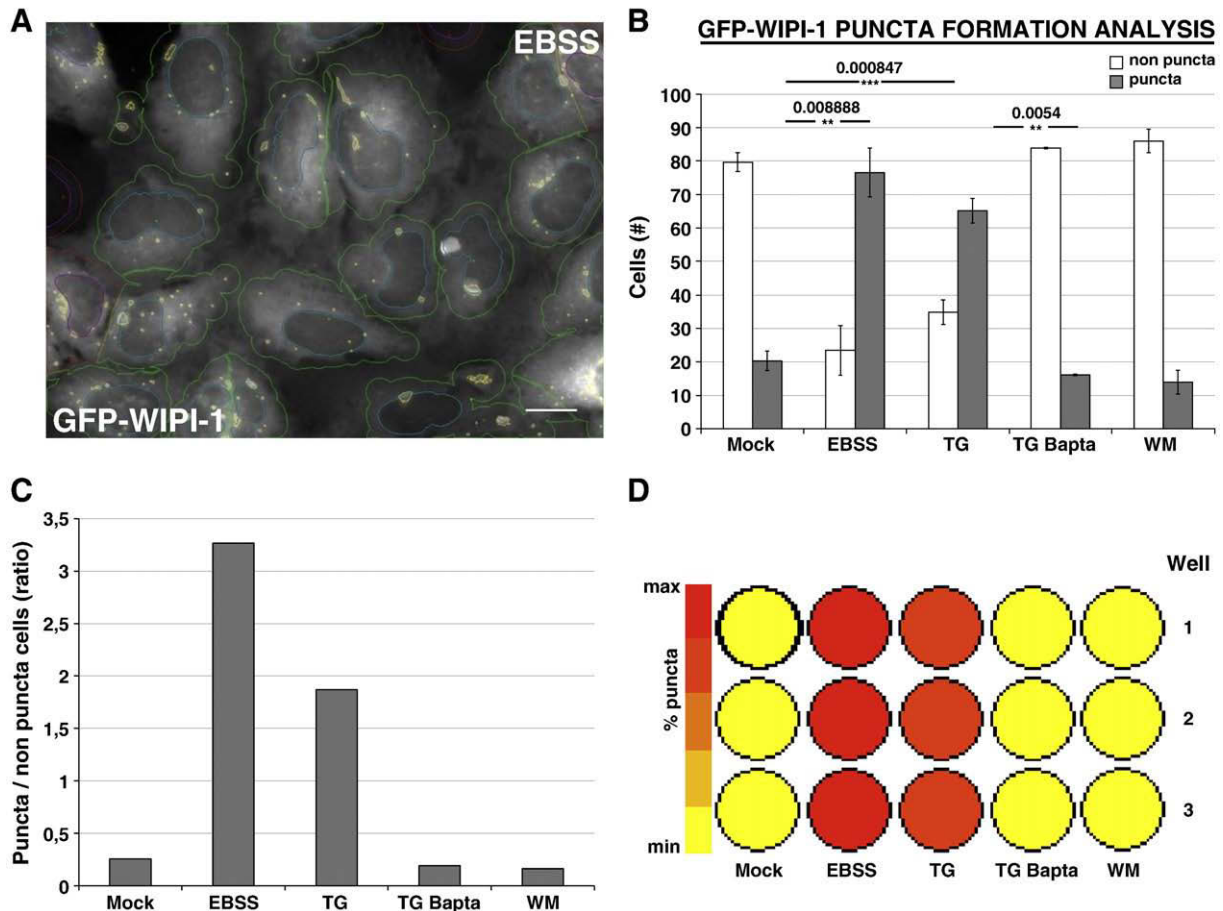 A
EBSS
GFP-WIPI-1
B
GFP-WIPI-1 PUNCTA FORMATION ANALYSIS
non puncta
puncta
0.000847
***
0.008888
**
0.0054
**
Cells (#)
100
90
80
70
60
50
40
30
20
10
0
Mock EBSS TG TG Bapta WM
C
Puncta / non puncta cells (ratio)
3,5
3
2,5
2
1,5
1
0,5
0
Mock EBSS TG TG Bapta WM
D
Well
max
% puncta
min
1
2
3
Mock EBSS TG TG Bapta WM